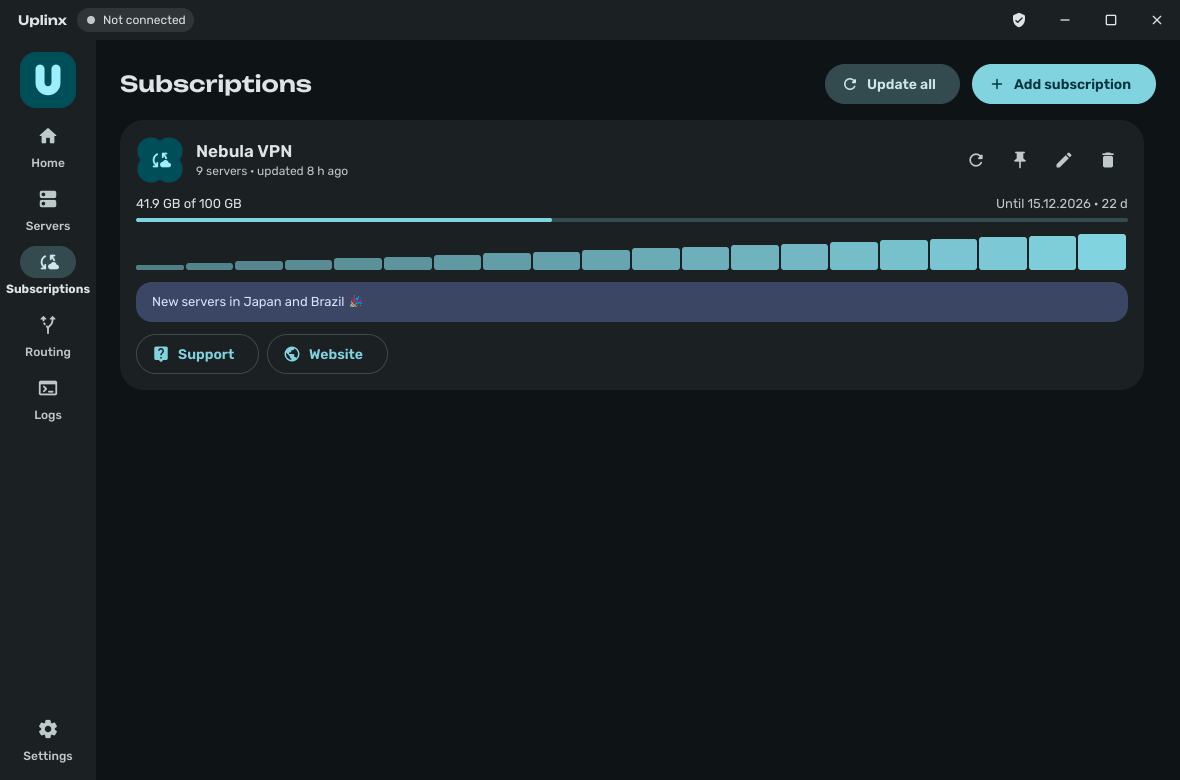 Uplinx
Not connected
U
Home
Servers
Subscriptions
Routing
Logs
Settings
Subscriptions
Update all
Add subscription
Nebula VPN
9 servers • updated 8 h ago
41.9 GB of 100 GB
Until 15.12.2026 • 22 d
New servers in Japan and Brazil 🎉
Support
Website